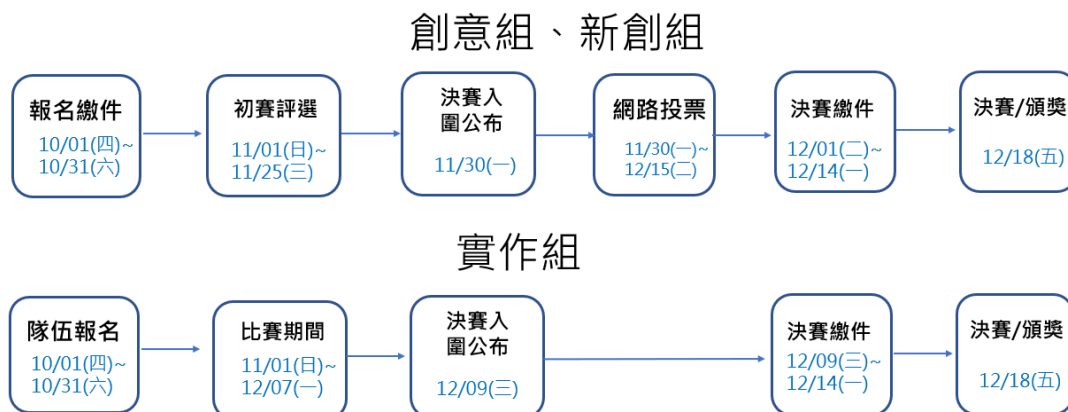 創意組、新創組
報名繳件
10/01(四)~
10/31(六)
初賽評選
11/01(日)~
11/25(三)
決賽入
圍公布
11/30(一)
網路投票
11/30(一)~
12/15(二)
決賽繳件
12/01(二)~
12/14(一)
決賽/頒獎
12/18(五)
實作組
隊伍報名
10/01(四)~
10/31(六)
比賽期間
11/01(日)~
12/07(一)
決賽入
圍公布
12/09(三)
決賽繳件
12/09(三)~
12/14(一)
決賽/頒獎
12/18(五)